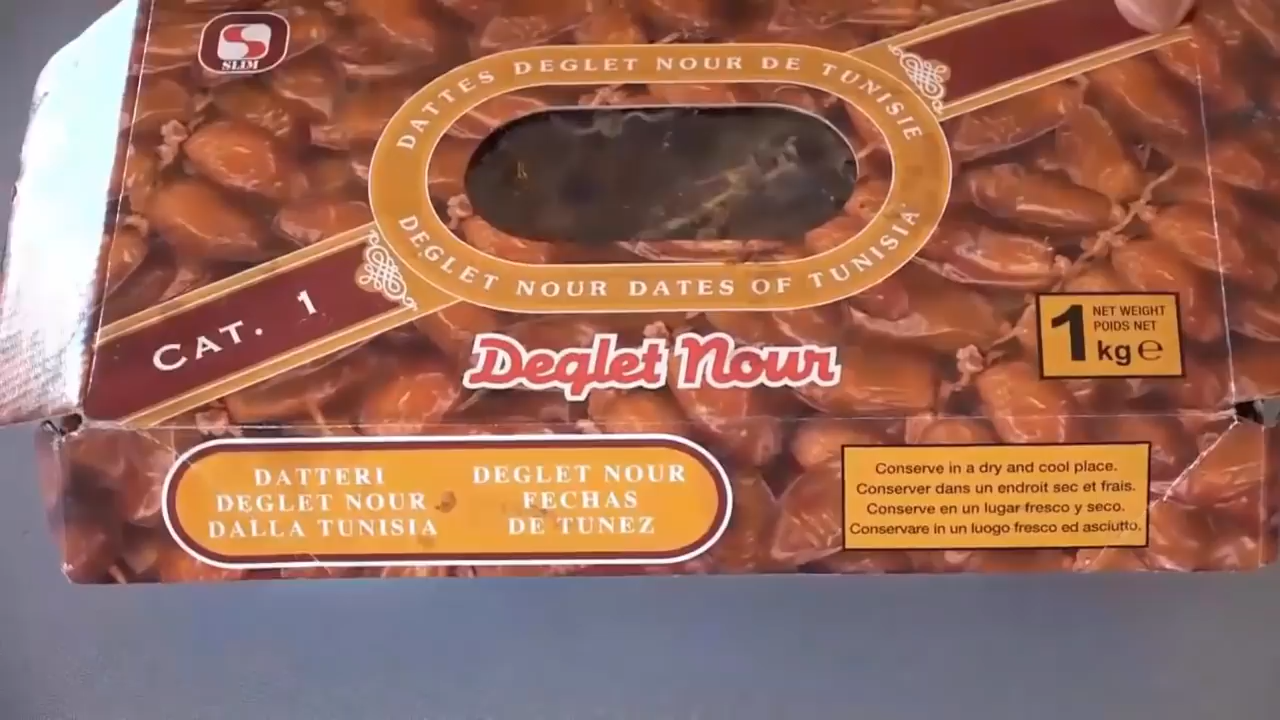 SLIM
DATTES DEGLET NOUR DE TUNISIE
DEGLET NOUR DATES OF TUNISIA
CAT. 1
Deglet Nour
1 kg e
NET WEIGHT
POIDS NET
DATTERI
DEGLET NOUR
DALLA TUNISIA
DEGLET NOUR
FECHAS
DE TUNEZ
Conserve in a dry and cool place.
Conserver dans un endroit sec et frais.
Conserve en un lugar fresco y seco.
Conservare in un luogo fresco ed asciutto.